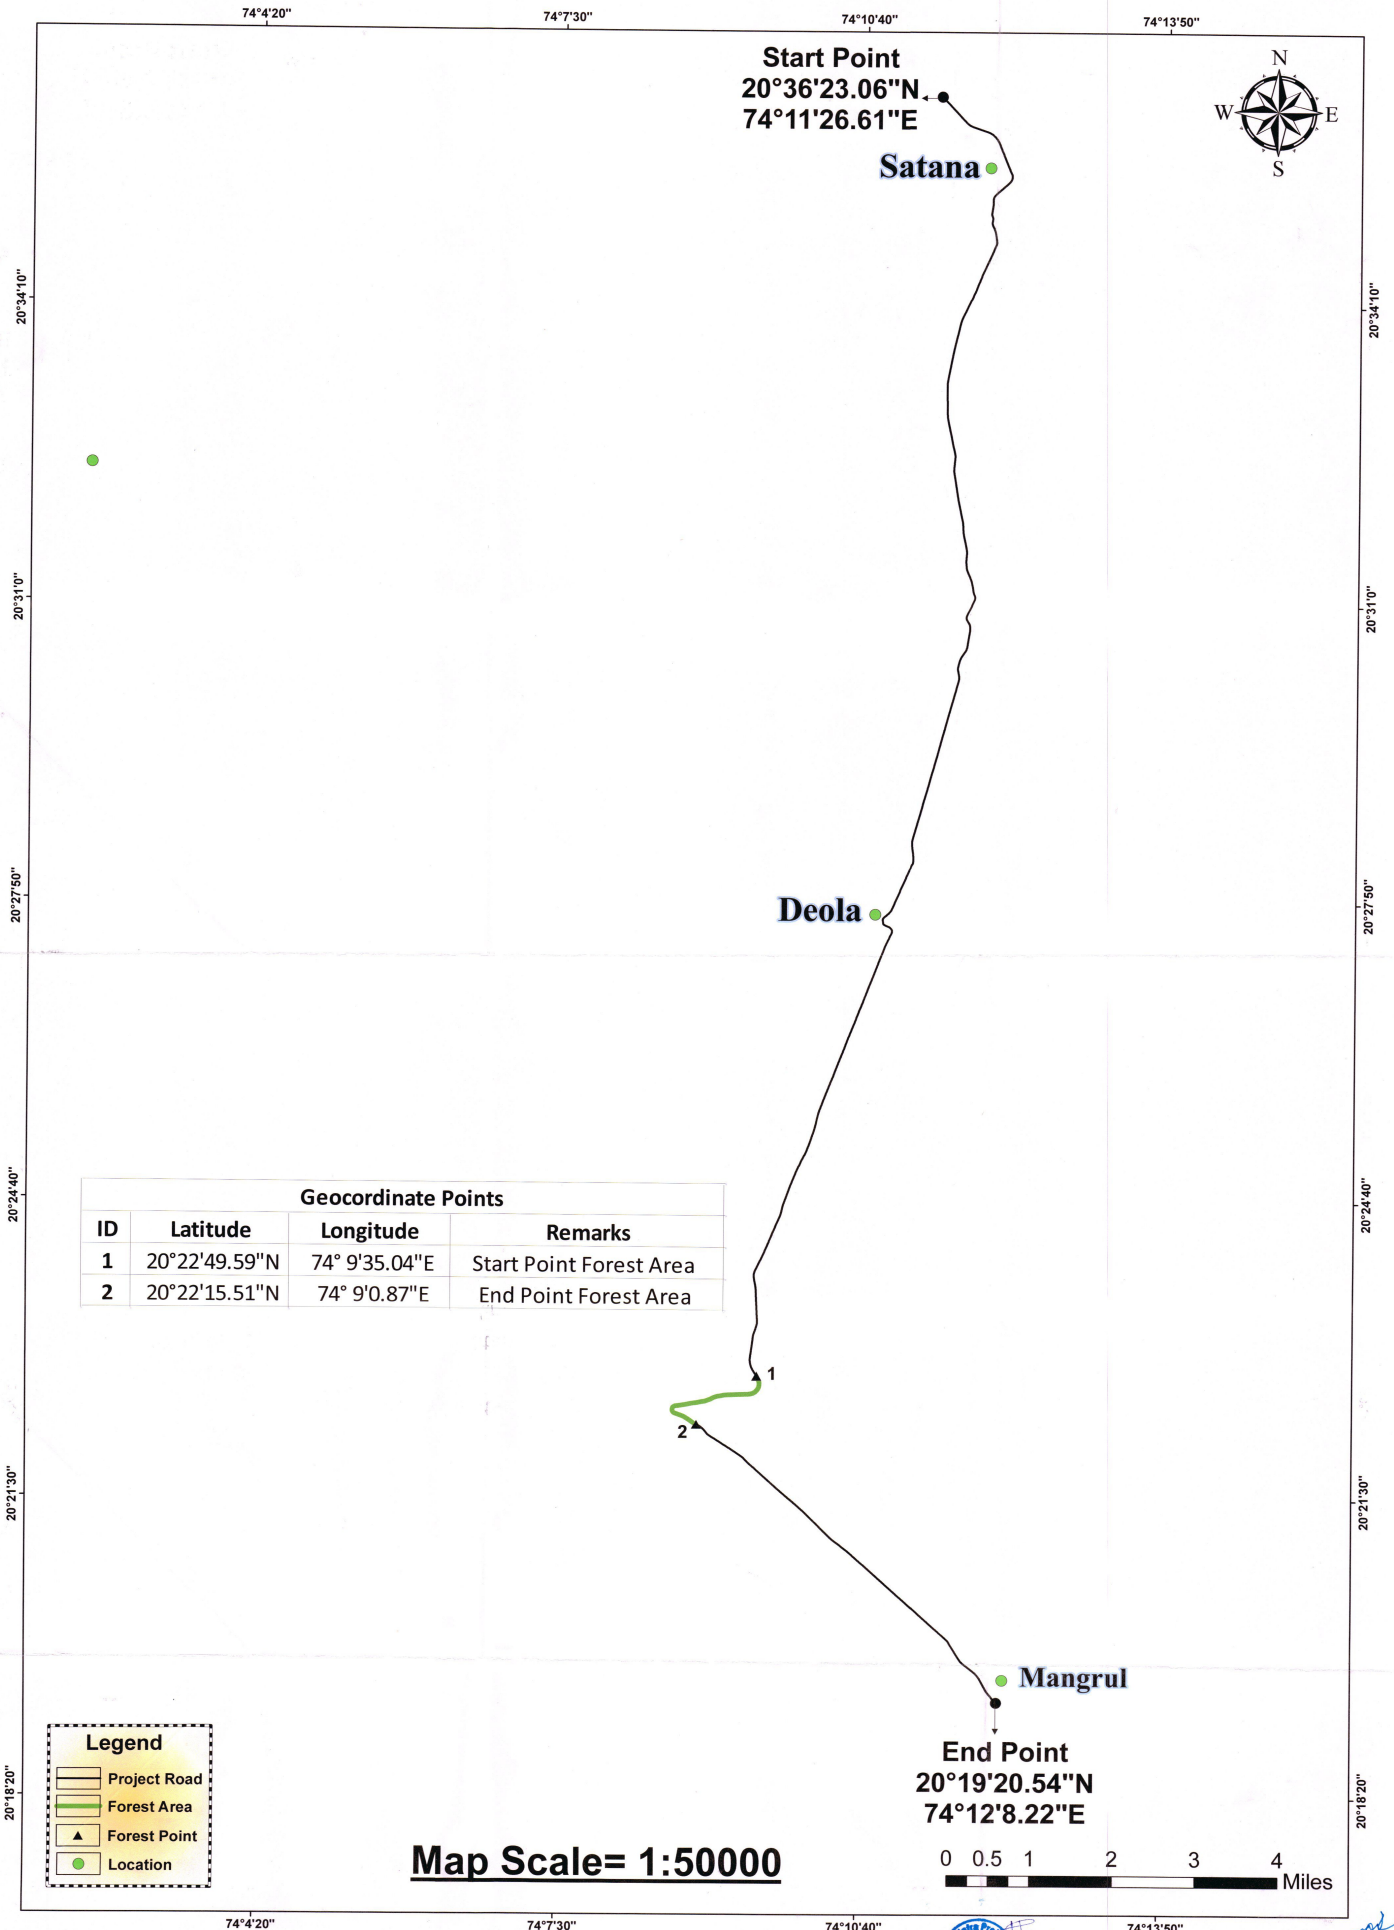 74°4'20"
74°7'30"
74°10'40"
74°13'50"
Start Point
20°36'23.06"N
74°11'26.61"E
N
W
E
S
Satana
20°34'10"
20°34'10"
20°31'0"
20°31'0"
20°27'50"
20°27'50"
Deola
20°24'40"
20°24'40"
Geocordinate Points
ID Latitude Longitude Remarks
1 20°22'49.59"N 74° 9'35.04"E Start Point Forest Area
2 20°22'15.51"N 74° 9'0.87"E End Point Forest Area
1
2
20°21'30"
20°21'30"
Mangrul
End Point
20°19'20.54"N
74°12'8.22"E
20°18'20"
20°18'20"
Legend
Project Road
Forest Area
Forest Point
Location
Map Scale= 1:50000
0 0.5 1 2 3 4
Miles
74°4'20"
74°7'30"
74°10'40"
74°13'50"